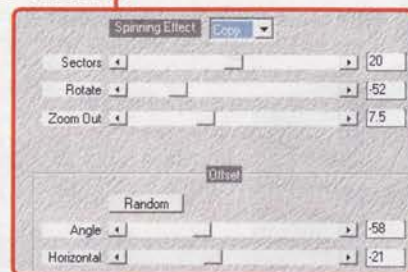 Spinning Effect Copy
Sectors 20
Rotate -52
Zoom Out 7.5
Offset
Random
Angle -58
Horizontal -21